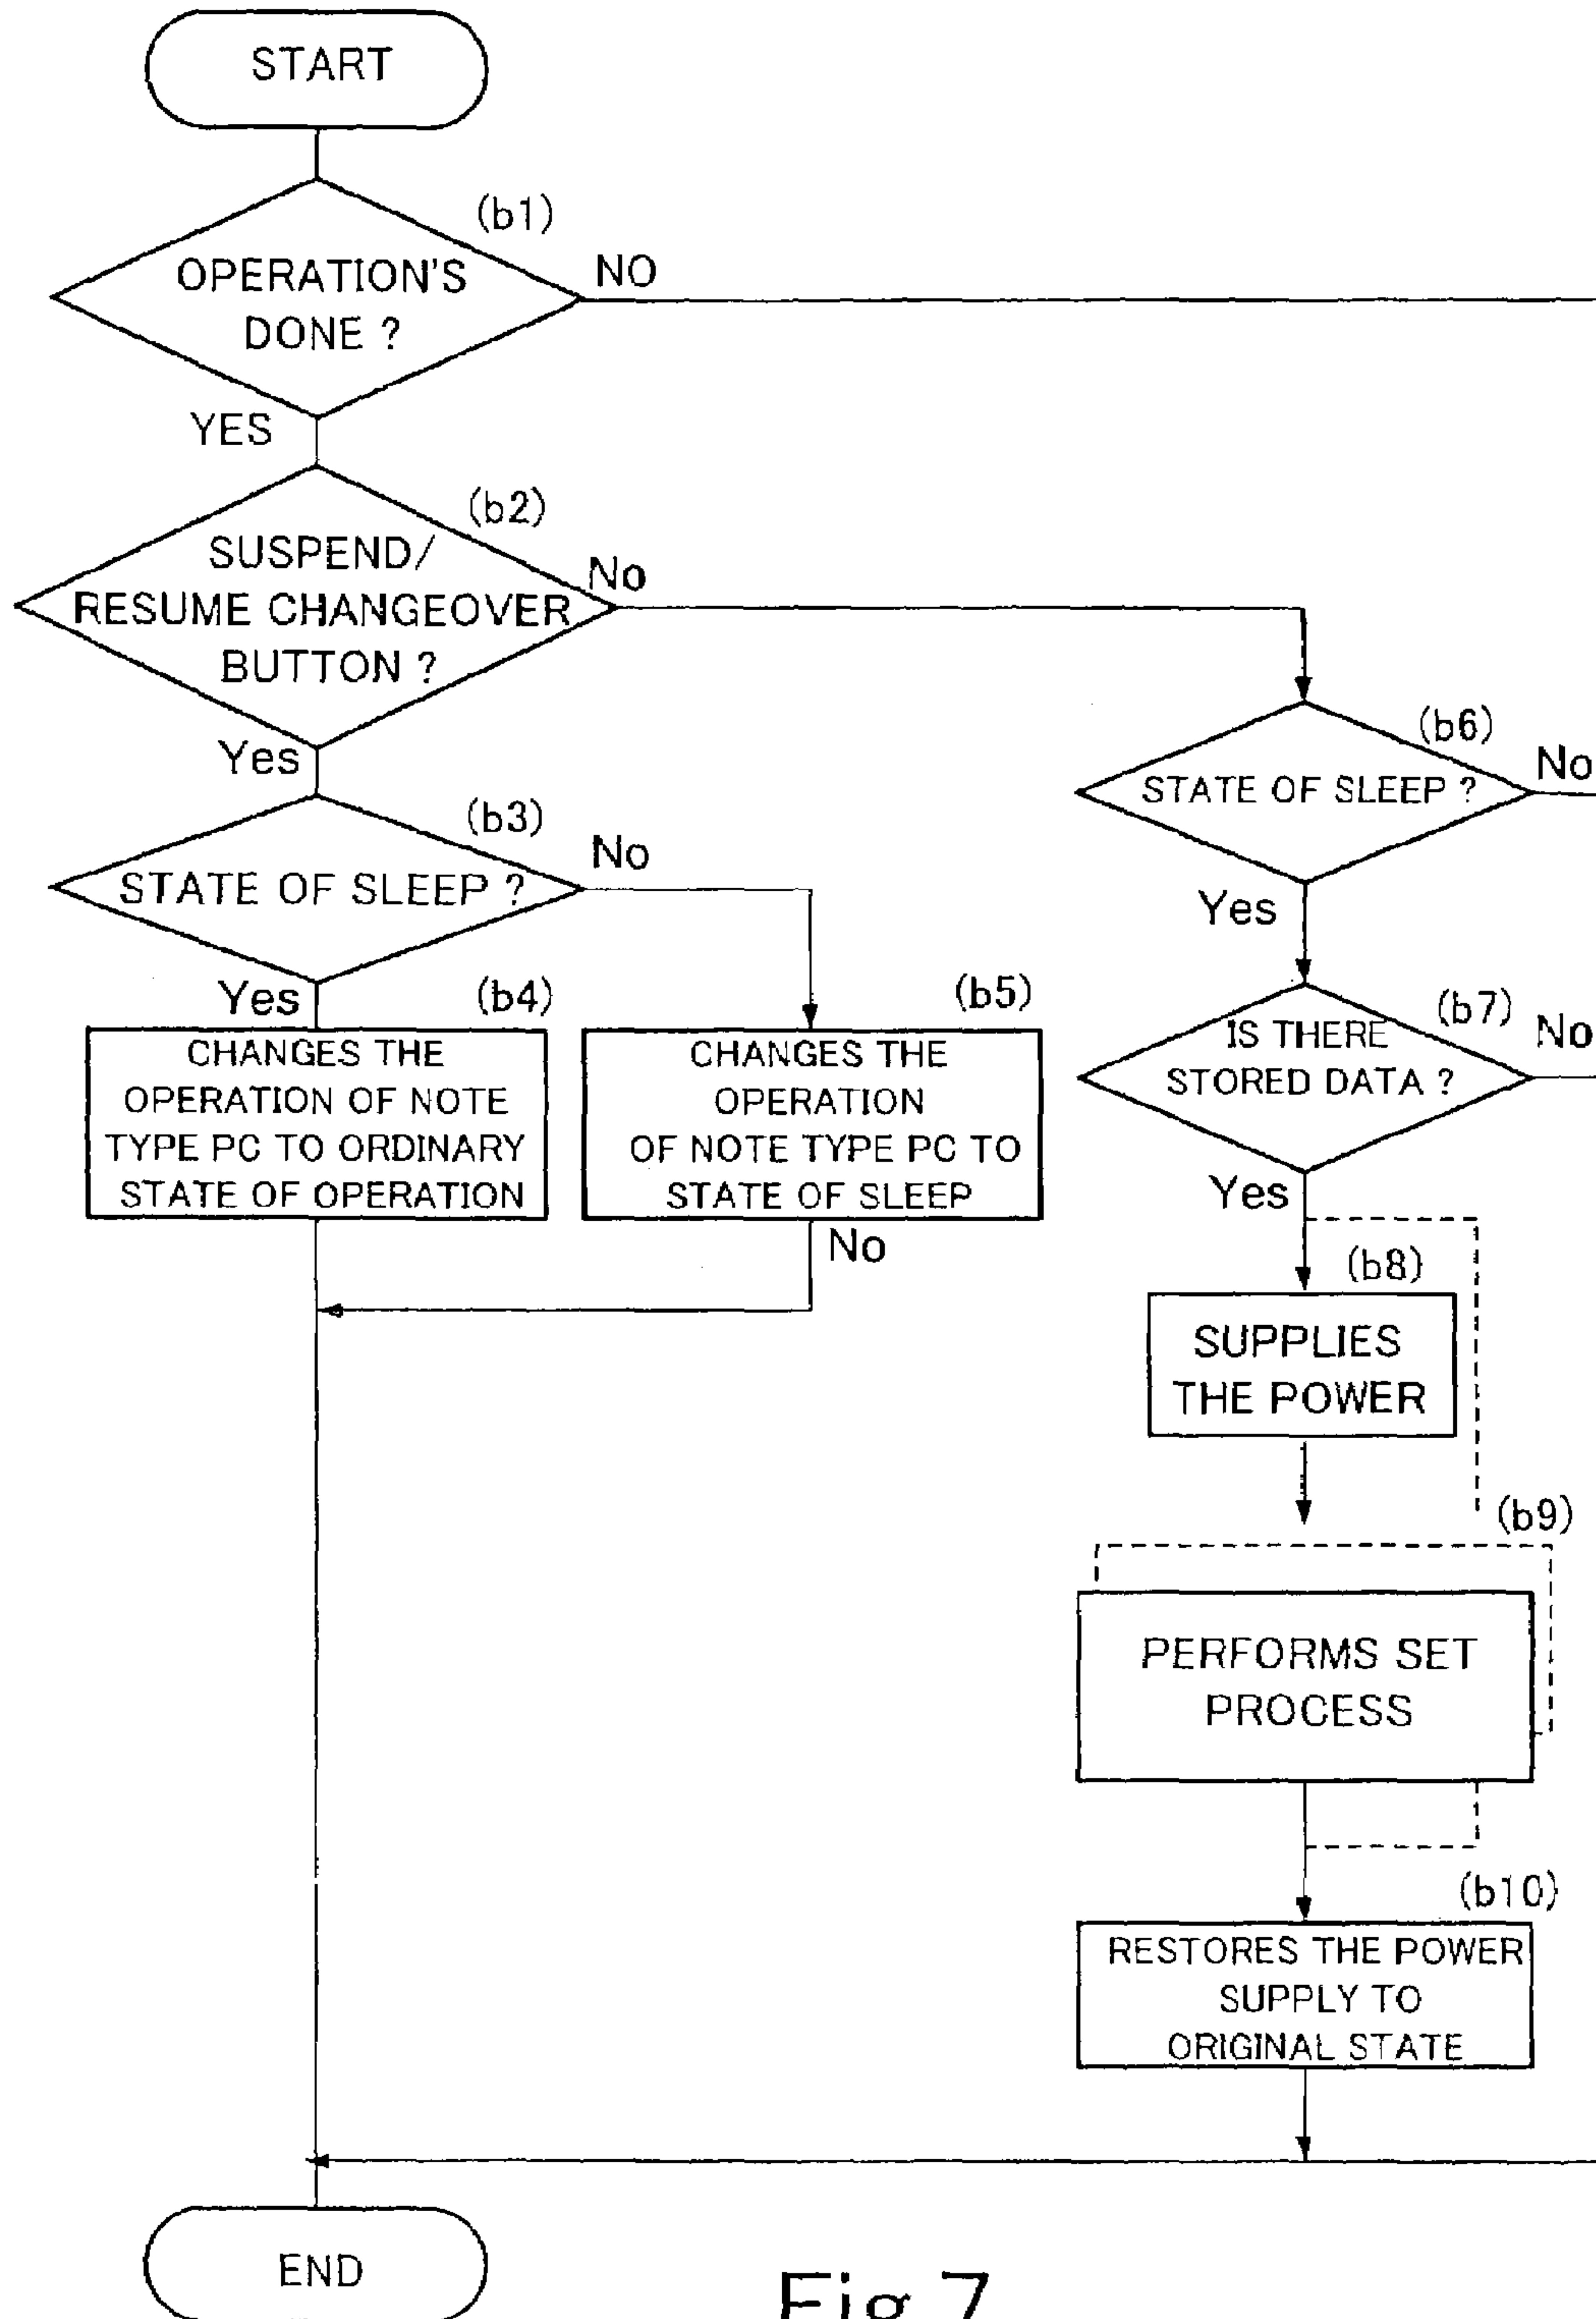 START
(b1)
OPERATION'S
DONE ?
NO
YES
(b2)
SUSPEND/
RESUME CHANGEOVER
BUTTON ?
No
Yes
(b3)
STATE OF SLEEP ?
No
Yes
(b4)
CHANGES THE
OPERATION OF NOTE
TYPE PC TO ORDINARY
STATE OF OPERATION
(b5)
CHANGES THE
OPERATION
OF NOTE TYPE PC TO
STATE OF SLEEP
No
(b6)
STATE OF SLEEP ?
No
Yes
(b7)
IS THERE
STORED DATA ?
No
Yes
(b8)
SUPPLIES
THE POWER
(b9)
PERFORMS SET
PROCESS
(b10)
RESTORES THE POWER
SUPPLY TO
ORIGINAL STATE
END
Fig.7